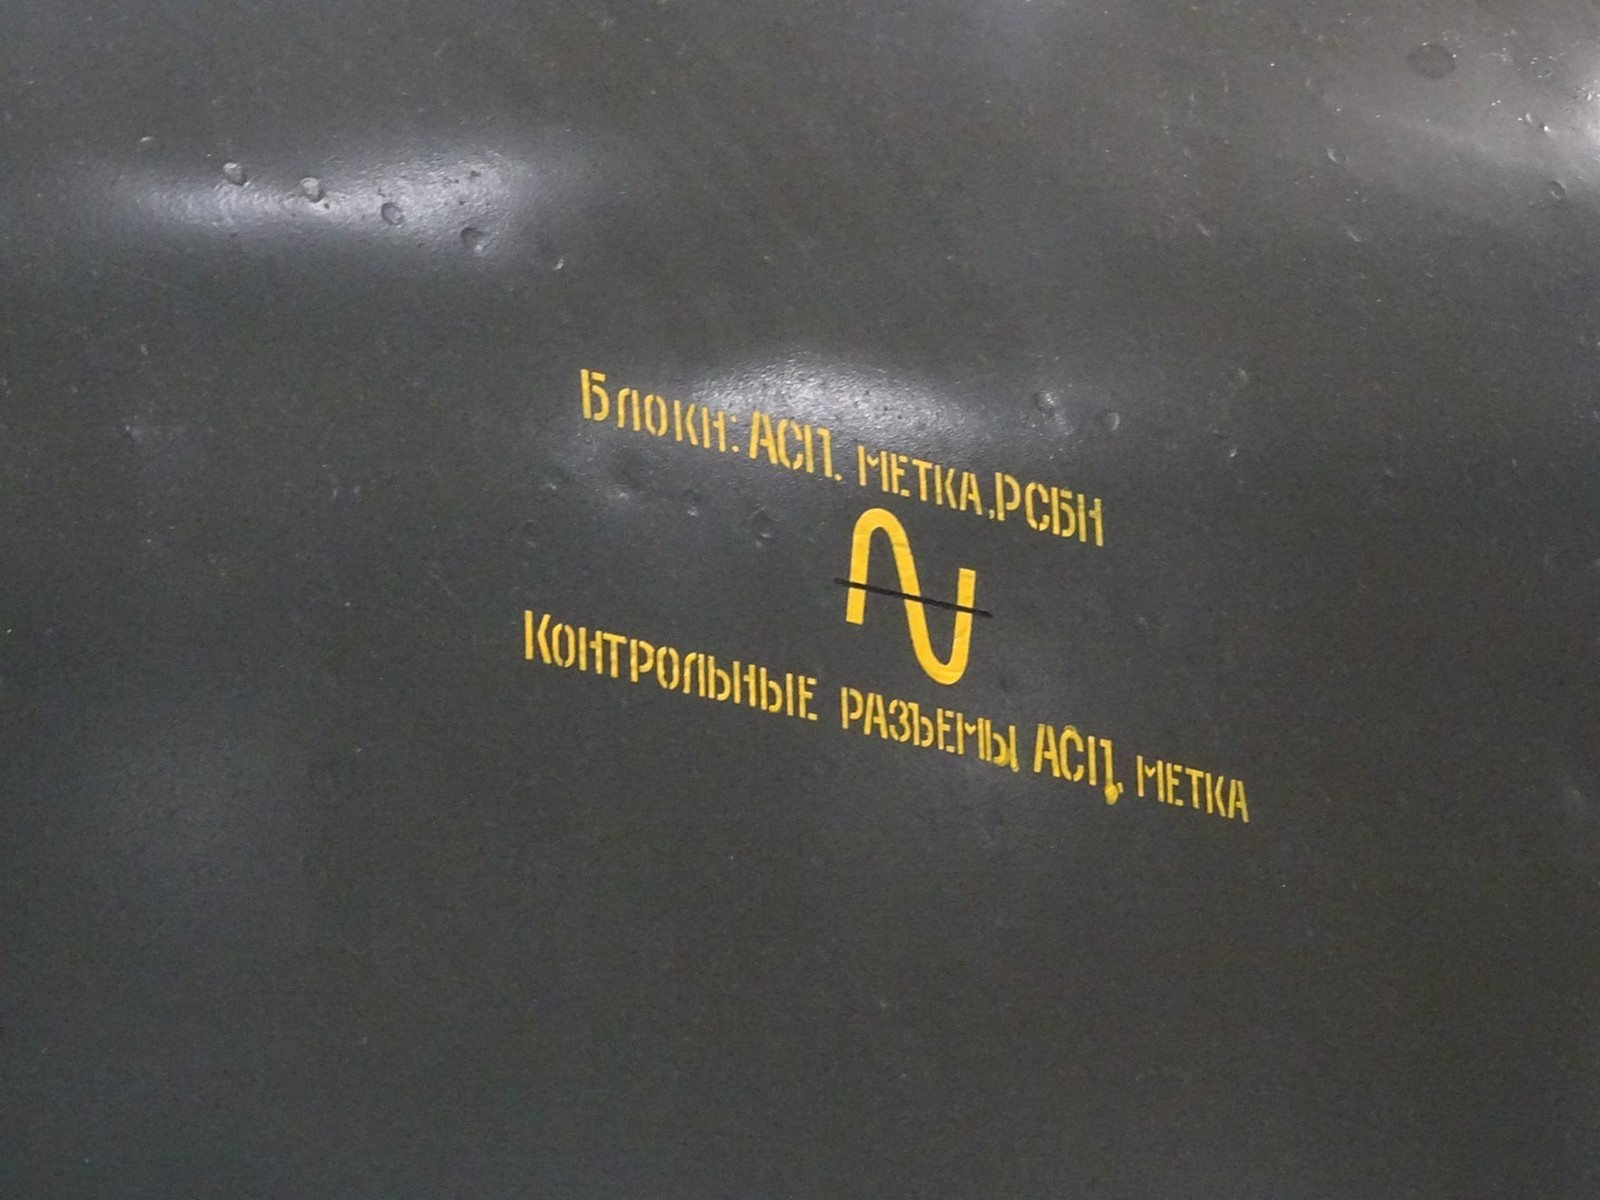 Блоки: АСП. МЕТКА,РСБН
Контрольные разъемы АСП, МЕТКА